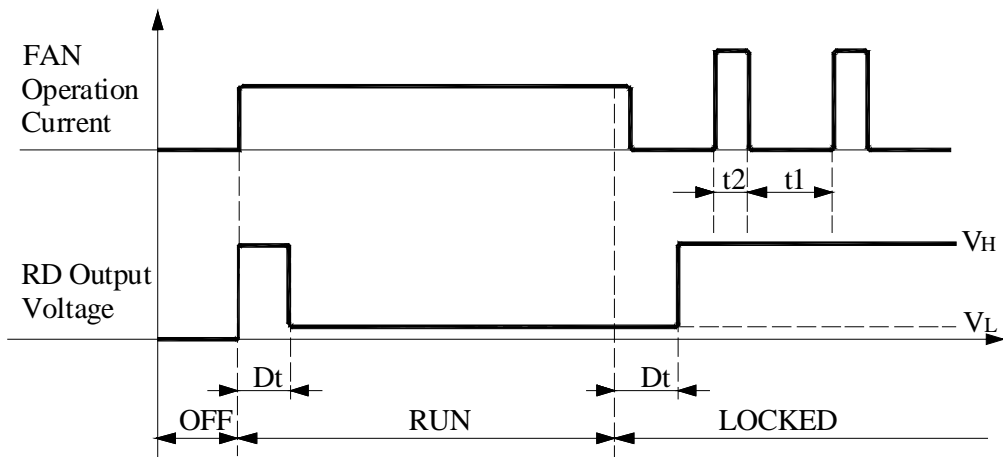 FAN
Operation
Current
t2
t1
RD Output
Voltage
VH
VL
Dt
Dt
OFF
RUN
LOCKED